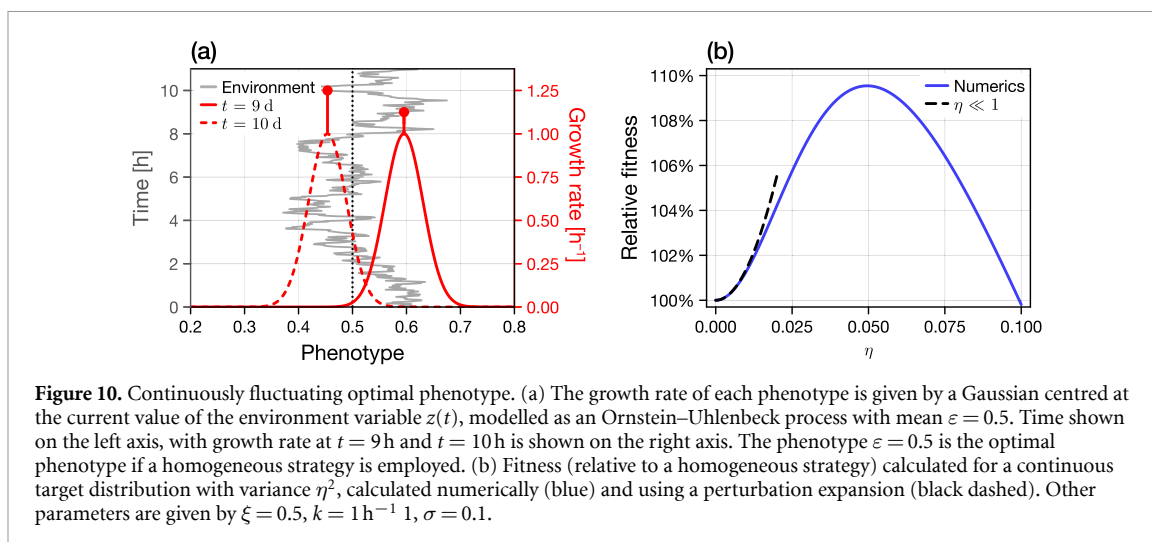 (a)
(b)
Environment
t = 9 d
t = 10 d
Time [h]
0
2
4
6
8
10
0.00
0.25
0.50
0.75
1.00
1.25
Growth rate [h⁻¹]
0.2 0.3 0.4 0.5 0.6 0.7 0.8
Phenotype
Numerics
η ≪ 1
Relative fitness
110%
108%
106%
104%
102%
100%
0.000 0.025 0.050 0.075 0.100
η
Figure 10. Continuously fluctuating optimal phenotype. (a) The growth rate of each phenotype is given by a Gaussian centred at
the current value of the environment variable z(t), modelled as an Ornstein–Uhlenbeck process with mean ε = 0.5. Time shown
on the left axis, with growth rate at t = 9 h and t = 10 h is shown on the right axis. The phenotype ε = 0.5 is the optimal
phenotype if a homogeneous strategy is employed. (b) Fitness (relative to a homogeneous strategy) calculated for a continuous
target distribution with variance η², calculated numerically (blue) and using a perturbation expansion (black dashed). Other
parameters are given by ξ = 0.5, k = 1 h⁻¹ 1, σ = 0.1.